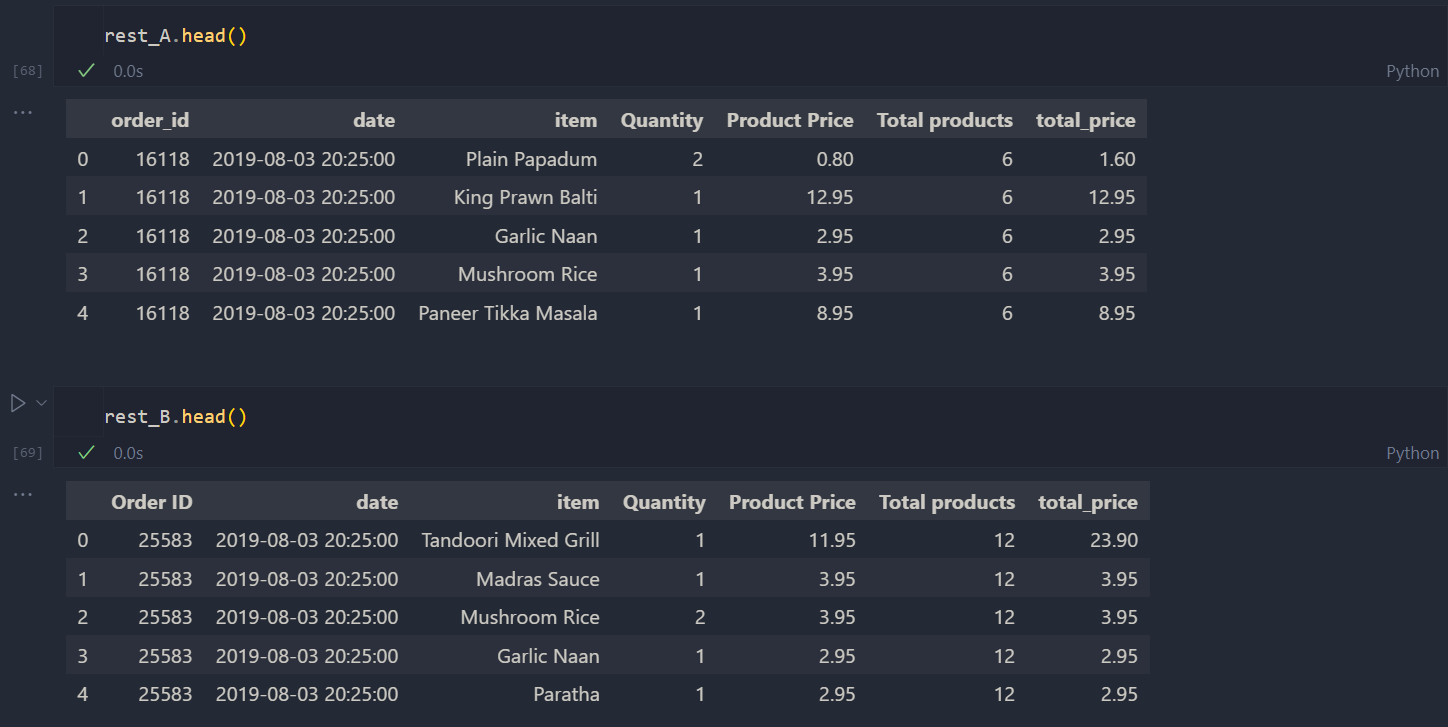 rest_A.head()
[68] 0.0s Python
...
order_id date item Quantity Product Price Total products total_price
0 16118 2019-08-03 20:25:00 Plain Papadum 2 0.80 6 1.60
1 16118 2019-08-03 20:25:00 King Prawn Balti 1 12.95 6 12.95
2 16118 2019-08-03 20:25:00 Garlic Naan 1 2.95 6 2.95
3 16118 2019-08-03 20:25:00 Mushroom Rice 1 3.95 6 3.95
4 16118 2019-08-03 20:25:00 Paneer Tikka Masala 1 8.95 6 8.95
rest_B.head()
[69] 0.0s Python
...
Order ID date item Quantity Product Price Total products total_price
0 25583 2019-08-03 20:25:00 Tandoori Mixed Grill 1 11.95 12 23.90
1 25583 2019-08-03 20:25:00 Madras Sauce 1 3.95 12 3.95
2 25583 2019-08-03 20:25:00 Mushroom Rice 2 3.95 12 3.95
3 25583 2019-08-03 20:25:00 Garlic Naan 1 2.95 12 2.95
4 25583 2019-08-03 20:25:00 Paratha 1 2.95 12 2.95